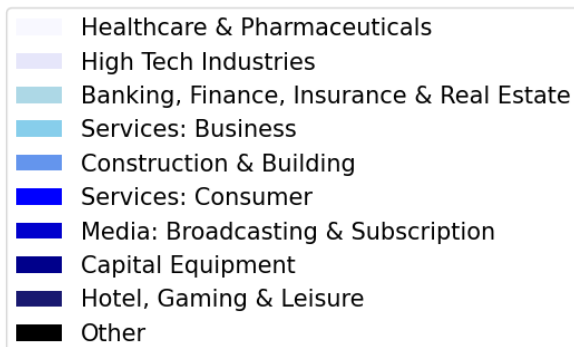 Healthcare & Pharmaceuticals
High Tech Industries
Banking, Finance, Insurance & Real Estate
Services: Business
Construction & Building
Services: Consumer
Media: Broadcasting & Subscription
Capital Equipment
Hotel, Gaming & Leisure
Other